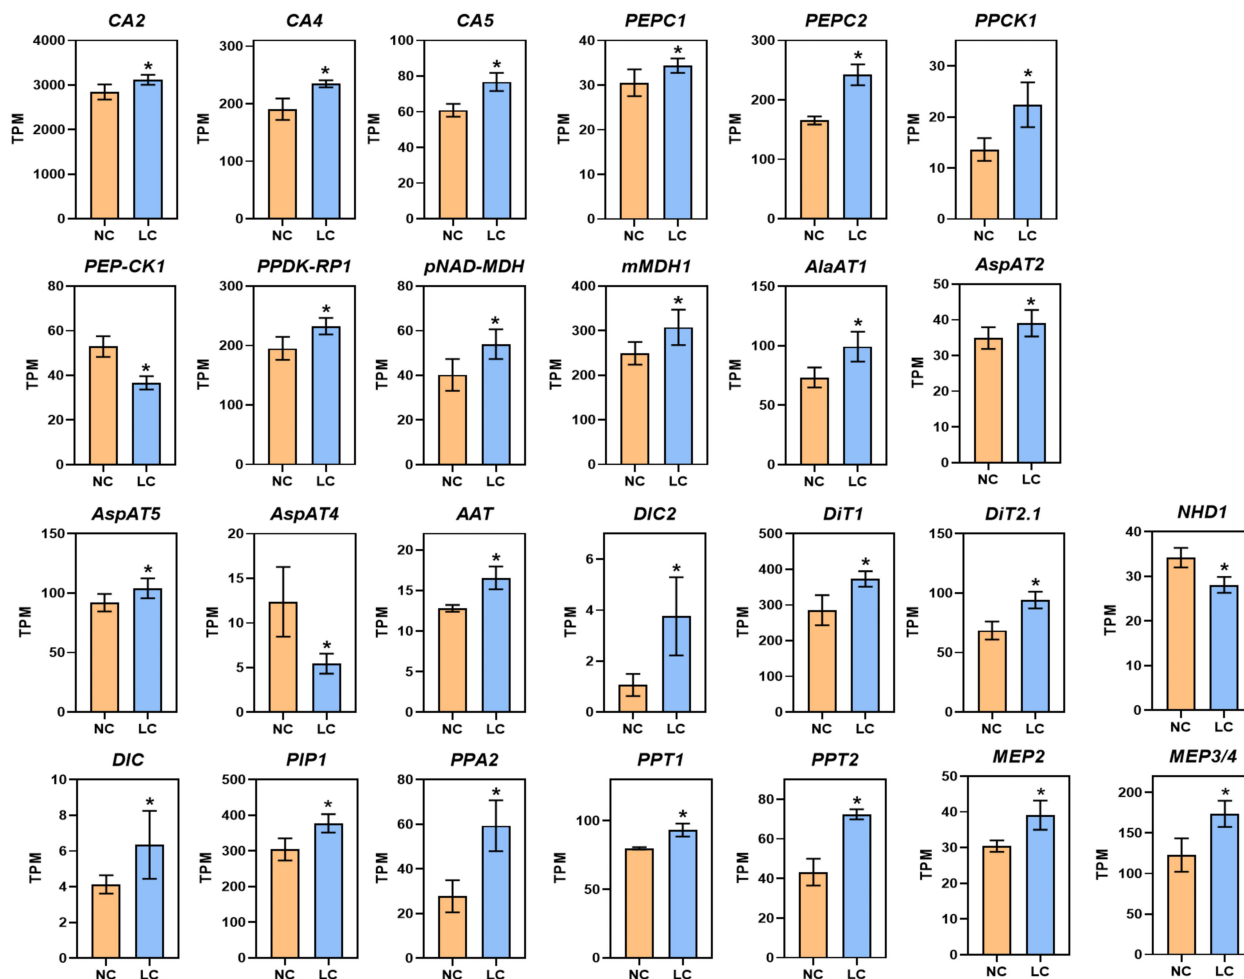 CA2 CA4 CA5 PEPC1 PEPC2 PPCK1
4000 300 100 40 300
80 30
3000 200 60 200 30
2000 20 20
100 40 100
1000 20 10 10
0 0 0 0 0 0
TPM TPM TPM TPM TPM TPM
* * * * * *
NC LC NC LC NC LC NC LC NC LC NC LC
PEP-CK1 PPDK-RP1 pNAD-MDH mMDH1 AlaAT1 AspAT2
80 300 80 400 150 50
60 200 60 300 100 40
40 40 200 30
20 100 20 100 50 20
10
0 0 0 0 0 0
TPM TPM TPM TPM TPM TPM
* * * * * *
NC LC NC LC NC LC NC LC NC LC NC LC
AspAT5 AspAT4 AAT DIC2 DiT1 DiT2.1 NHD1
150 20 20 6 500 150 40
100 15 15 4 400 100 30
10 10 300 20
50 5 5 2 200 50 10
100
0 0 0 0 0 0 0
TPM TPM TPM TPM TPM TPM TPM
* * * * * * *
NC LC NC LC NC LC NC LC NC LC NC LC NC LC
DIC PIP1 PPA2 PPT1 PPT2 MEP2 MEP3/4
10 500 80 100 80 50 200
8 400 60 60 40 150
6 300 40 50 40 30 100
4 200 20 20 20 50
2 100 10
0 0 0 0 0 0 0
TPM TPM TPM TPM TPM TPM TPM
* * * * * * *
NC LC NC LC NC LC NC LC NC LC NC LC NC LC